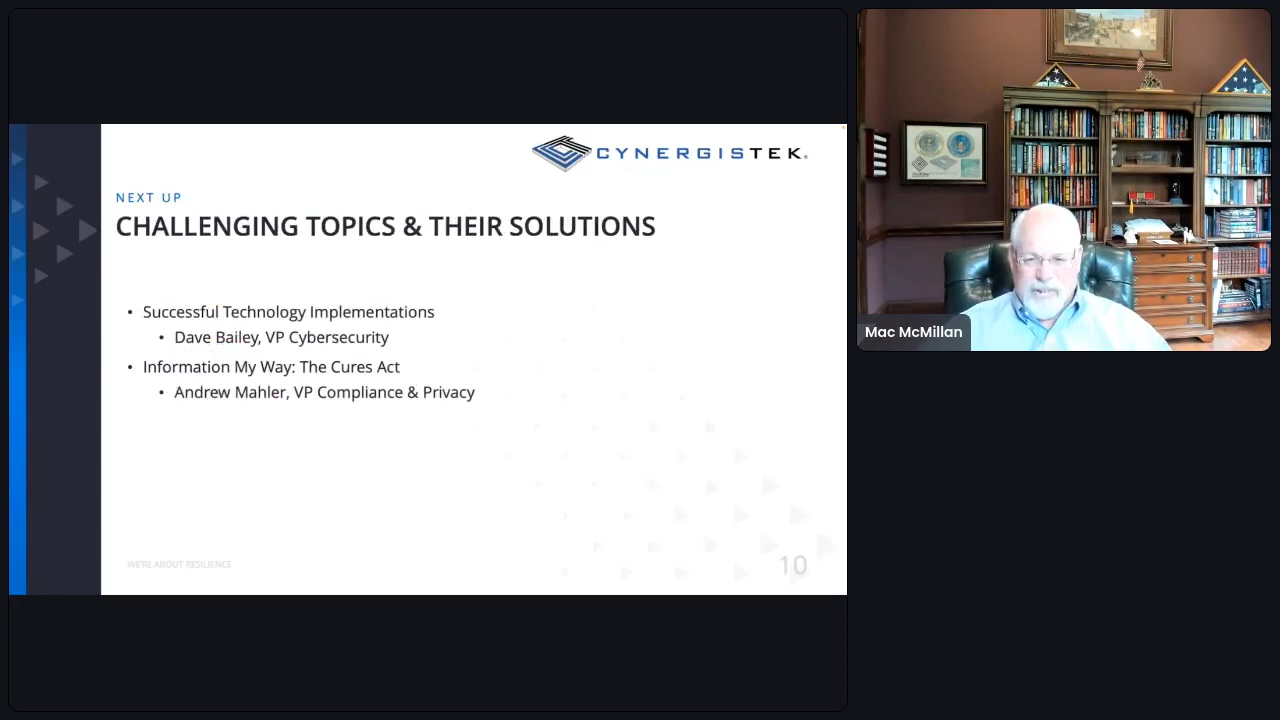 CYNERGISTEK.
NEXT UP
CHALLENGING TOPICS & THEIR SOLUTIONS
• Successful Technology Implementations
• Dave Bailey, VP Cybersecurity
• Information My Way: The Cures Act
• Andrew Mahler, VP Compliance & Privacy
WE'RE ABOUT RESILIENCE
10
Mac McMillan